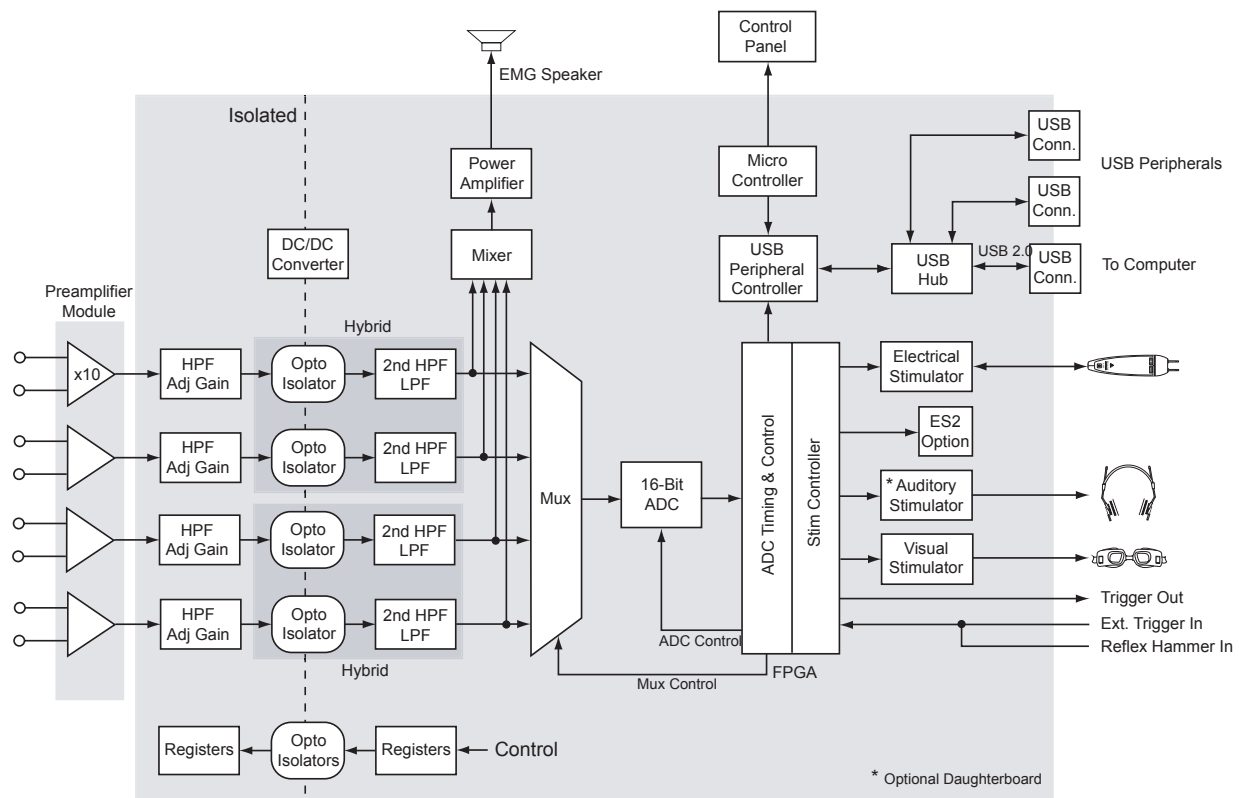 Control
Panel
EMG Speaker
Isolated
USB
Conn.
USB Peripherals
Power
Amplifier
Micro
Controller
USB
Conn.
DC/DC
Converter
Mixer
USB
Peripheral
Controller
USB
Hub
USB 2.0
USB
Conn.
To Computer
Preamplifier
Module
Hybrid
x10
HPF
Adj Gain
Opto
Isolator
2nd HPF
LPF
Electrical
Stimulator
HPF
Adj Gain
Opto
Isolator
2nd HPF
LPF
ES2
Option
Mux
16-Bit
ADC
ADC Timing & Control
Stim Controller
* Auditory
Stimulator
HPF
Adj Gain
Opto
Isolator
2nd HPF
LPF
Visual
Stimulator
HPF
Adj Gain
Opto
Isolator
2nd HPF
LPF
Trigger Out
Ext. Trigger In
Reflex Hammer In
ADC Control
Hybrid
Mux Control
FPGA
Registers
Opto
Isolators
Registers
Control
* Optional Daughterboard